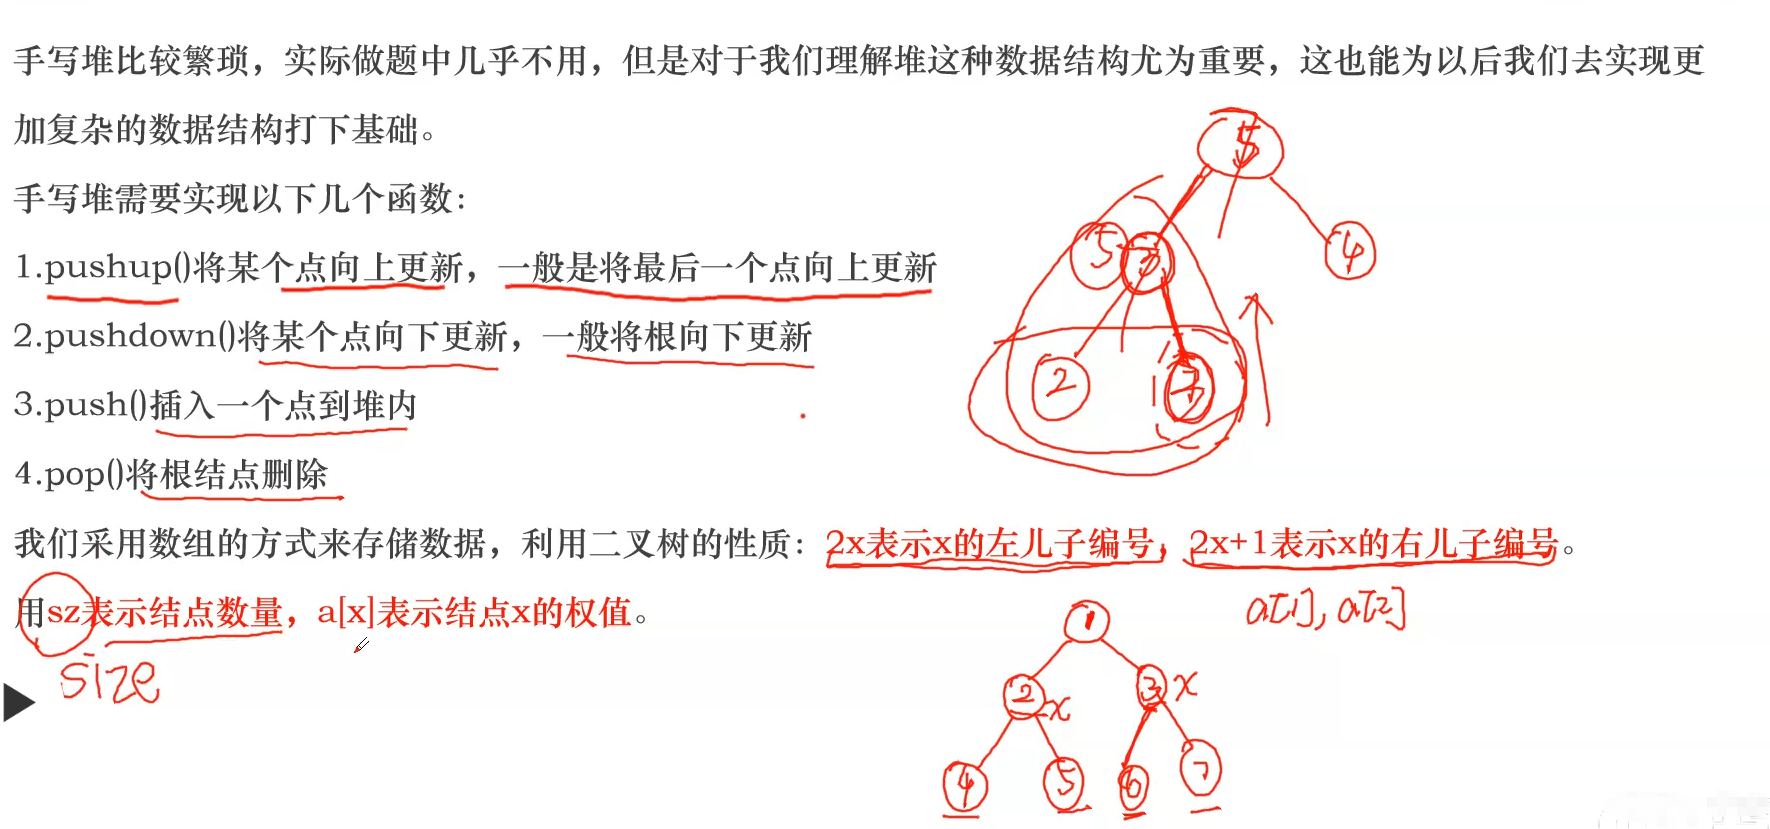 手写堆比较繁琐，实际做题中几乎不用，但是对于我们理解堆这种数据结构尤为重要，这也能为以后我们去实现更
加复杂的数据结构打下基础。
手写堆需要实现以下几个函数：
1.pushup()将某个点向上更新，一般是将最后一个点向上更新
2.pushdown()将某个点向下更新，一般将根向下更新
3.push()插入一个点到堆内
4.pop()将根结点删除
我们采用数组的方式来存储数据，利用二叉树的性质：2x表示x的左儿子编号，2x+1表示x的右儿子编号。
用sz表示结点数量，a[x]表示结点x的权值。
size
a[1], a[2]
5
5 3 4
2
1
2 x 3 x
4 5 6 7